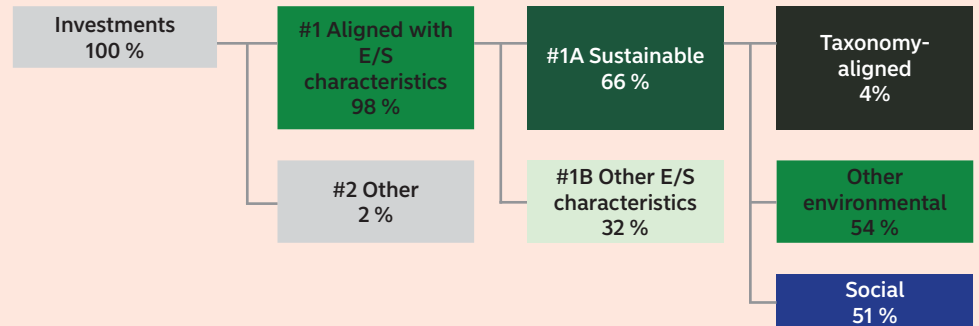 Investments
100 %
#1 Aligned with
E/S
characteristics
98 %
#1A Sustainable
66 %
Taxonomy-
aligned
4%
#2 Other
2 %
#1B Other E/S
characteristics
32 %
Other
environmental
54 %
Social
51 %